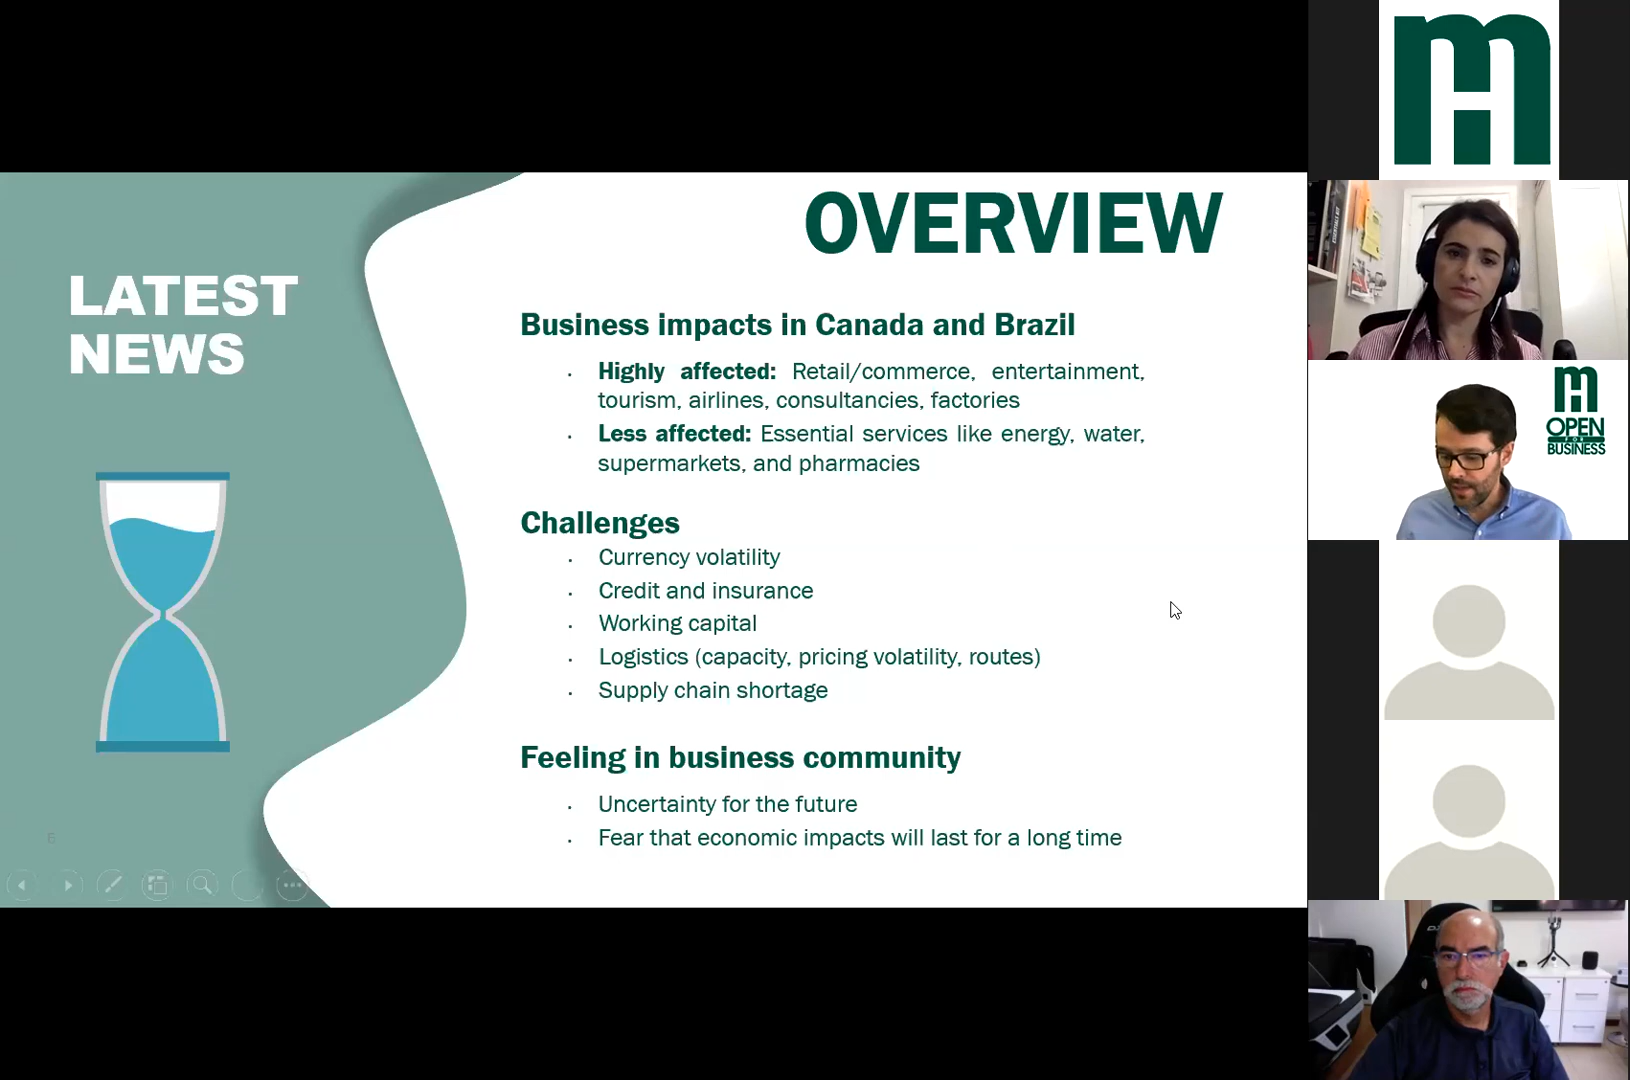 LATEST
NEWS
OVERVIEW
Business impacts in Canada and Brazil
· Highly affected: Retail/commerce, entertainment,
tourism, airlines, consultancies, factories
· Less affected: Essential services like energy, water,
supermarkets, and pharmacies
Challenges
· Currency volatility
· Credit and insurance
· Working capital
· Logistics (capacity, pricing volatility, routes)
· Supply chain shortage
Feeling in business community
· Uncertainty for the future
· Fear that economic impacts will last for a long time
6
OPEN
FOR
BUSINESS